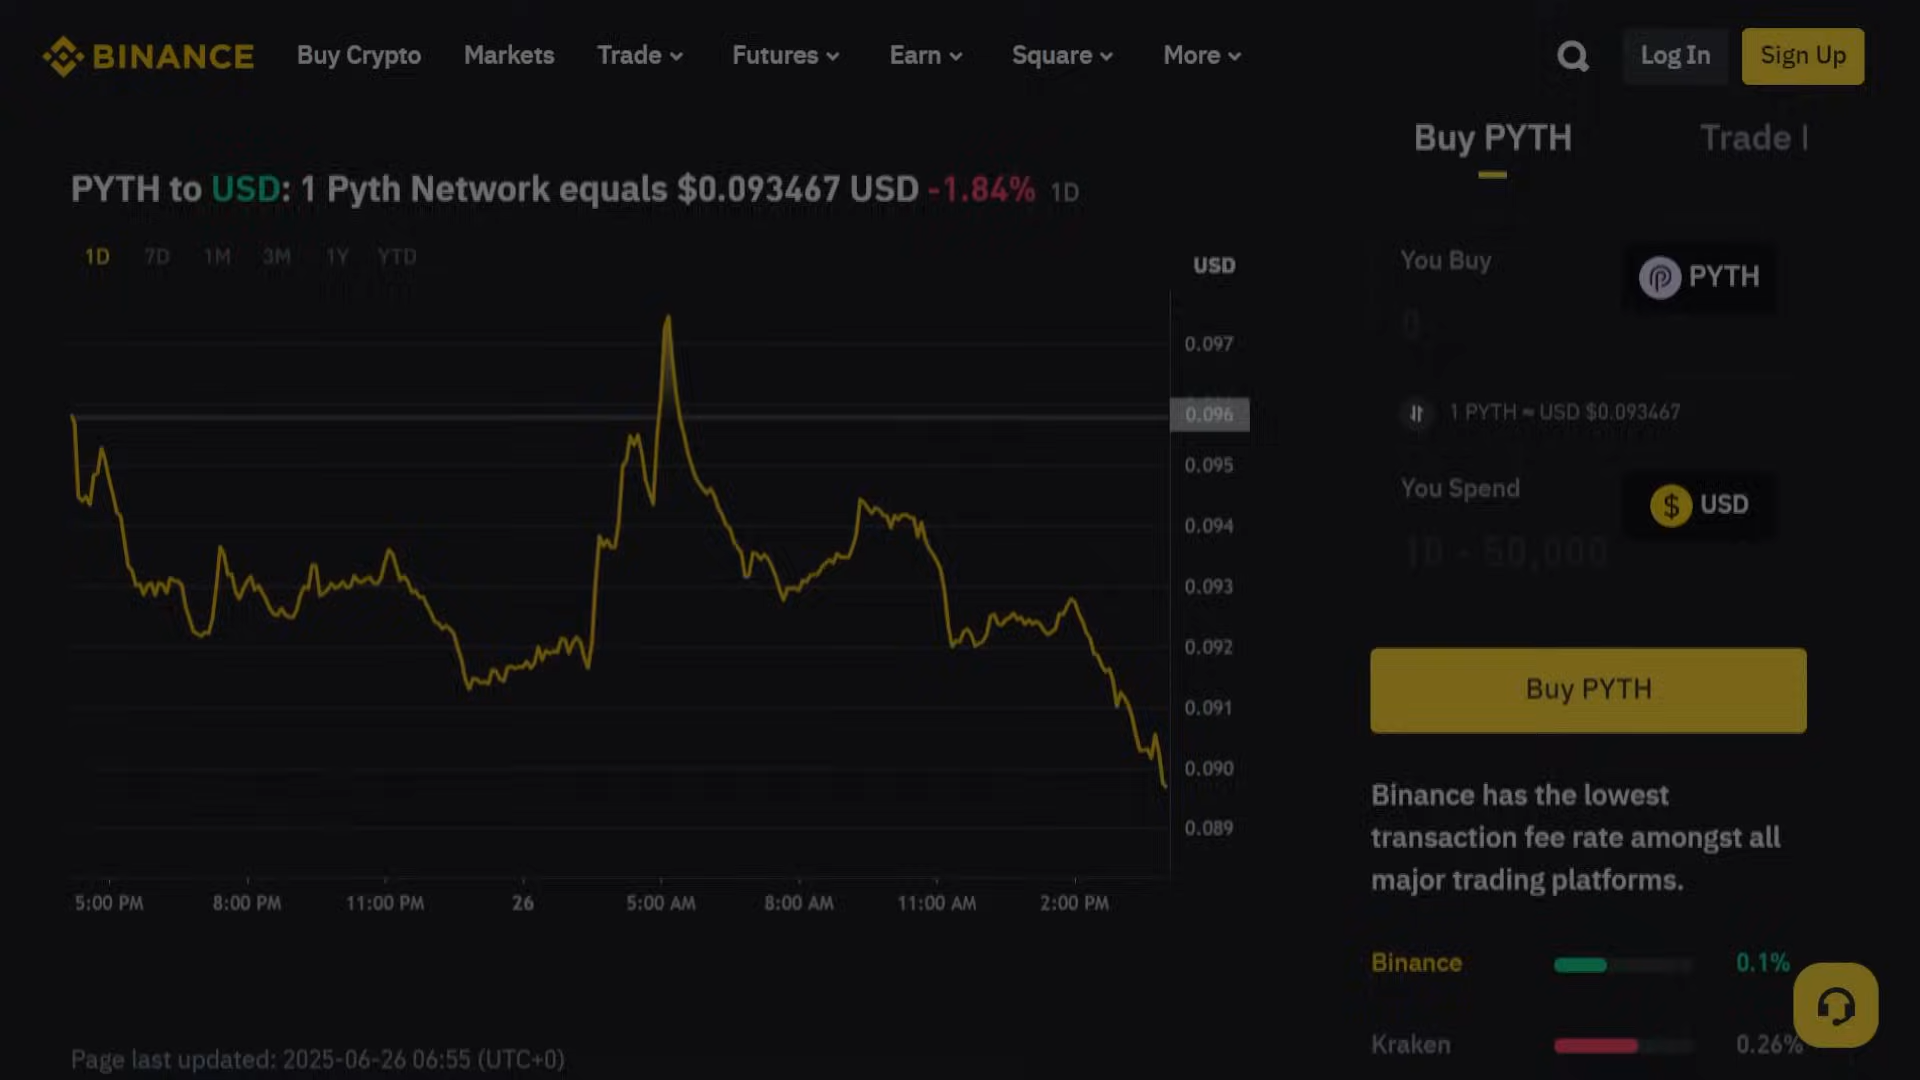 BINANCE Buy Crypto Markets Trade Futures Earn Square More Log In Sign Up
Buy PYTH Trade
PYTH to USD: 1 Pyth Network equals $0.093467 USD -1.84% 1D
1D 7D 1M 3M 1Y YTD
USD
0.097
0.096
0.095
0.094
0.093
0.092
0.091
0.090
0.089
5:00 PM 8:00 PM 11:00 PM 26 5:00 AM 8:00 AM 11:00 AM 2:00 PM
Page last updated: 2025-06-26 06:55 (UTC+0)
You Buy
PYTH
0
1 PYTH ≈ USD $0.093467
You Spend
USD
10 - 50,000
Buy PYTH
Binance has the lowest
transaction fee rate amongst all
major trading platforms.
Binance 0.1%
Kraken 0.26%